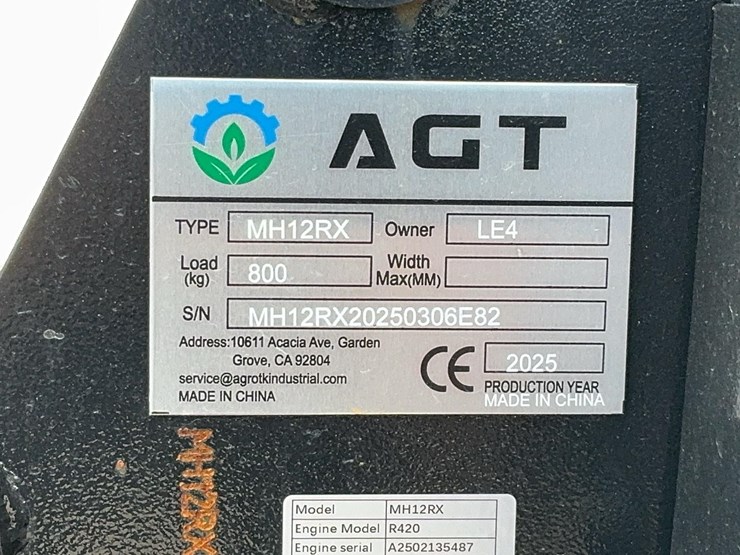 AGT
TYPE MH12RX Owner LE4
Load (kg) 800 Width Max(MM)
S/N MH12RX20250306E82
Address:10611 Acacia Ave, Garden
Grove, CA 92804
service@agrotkindustrial.com
MADE IN CHINA
CE 2025
PRODUCTION YEAR
MADE IN CHINA
MH12RX
Model MH12RX
Engine Model R420
Engine serial A2502135487